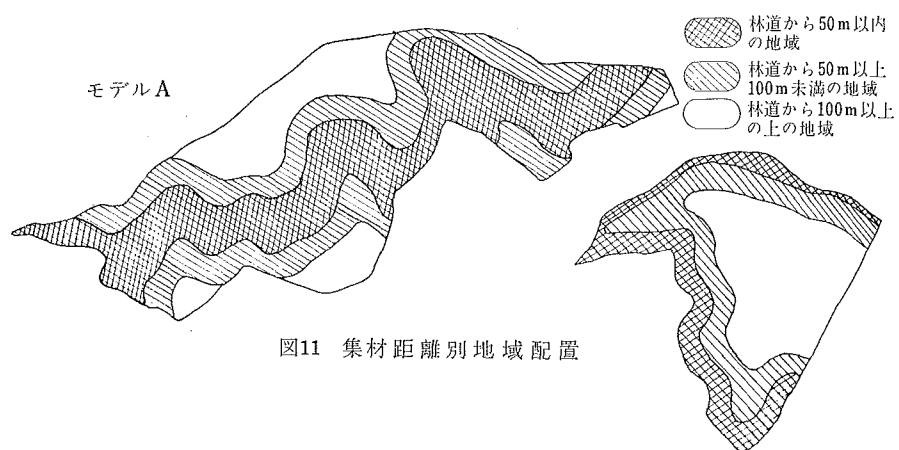 林道から50m以内
の地域
モデルA
林道から50m以上
100m未満の地域
林道から100m以上
の上の地域
図11 集材距離別地域配置